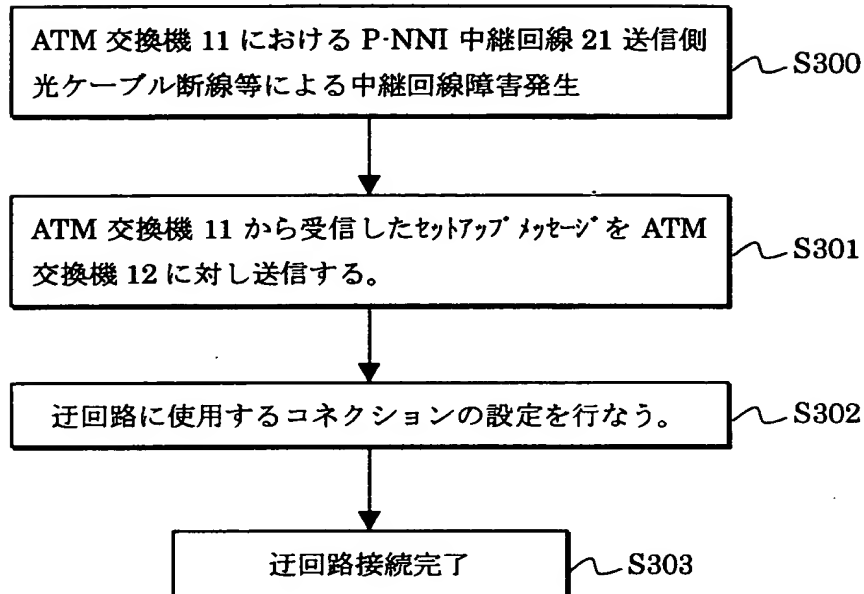 ATM 交換機 11 における P-NNI 中継回線 21 送信側
光ケーブル断線等による中継回線障害発生
S300
ATM 交換機 11 から受信したｾｯﾄｱｯﾌﾟﾒｯｾｰｼﾞを ATM
交換機 12 に対し送信する。
S301
迂回路に使用するコネクションの設定を行なう。
S302
迂回路接続完了
S303